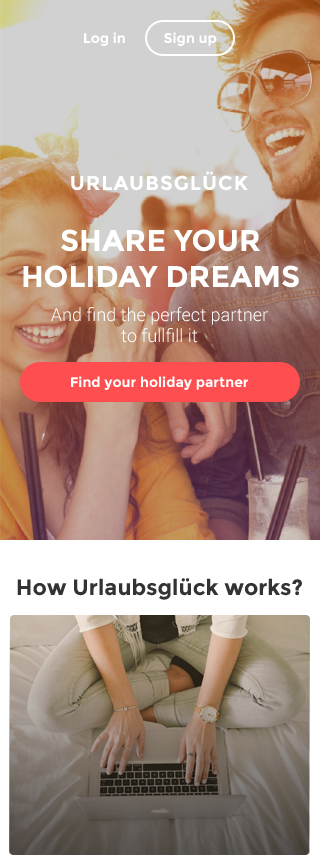 Log in
Sign up
URLAUBSGLÜCK
SHARE YOUR
HOLIDAY DREAMS
And find the perfect partner
to fullfill it
Find your holiday partner
How Urlaubsglück works?